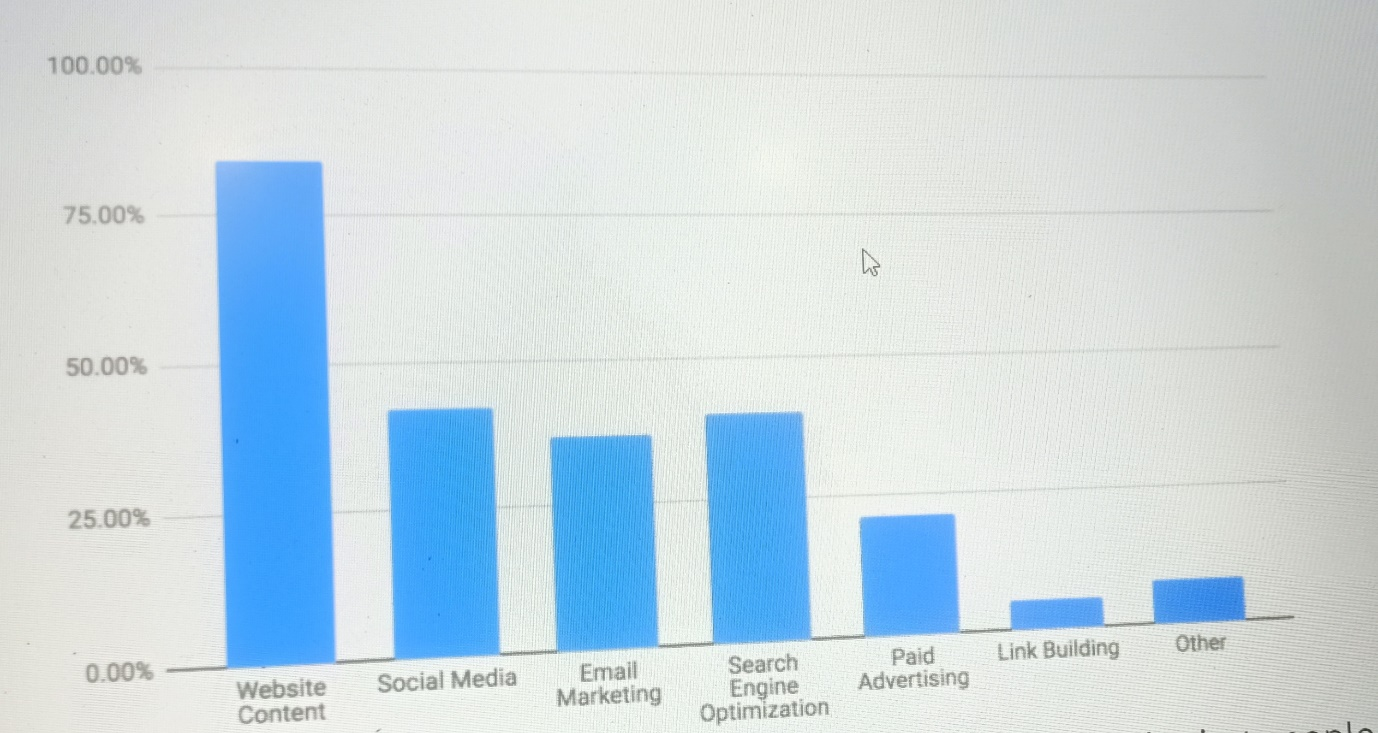 100.00%
75.00%
50.00%
25.00%
0.00%
Website
Content
Social Media
Email
Marketing
Search
Engine
Optimization
Paid
Advertising
Link Building
Other